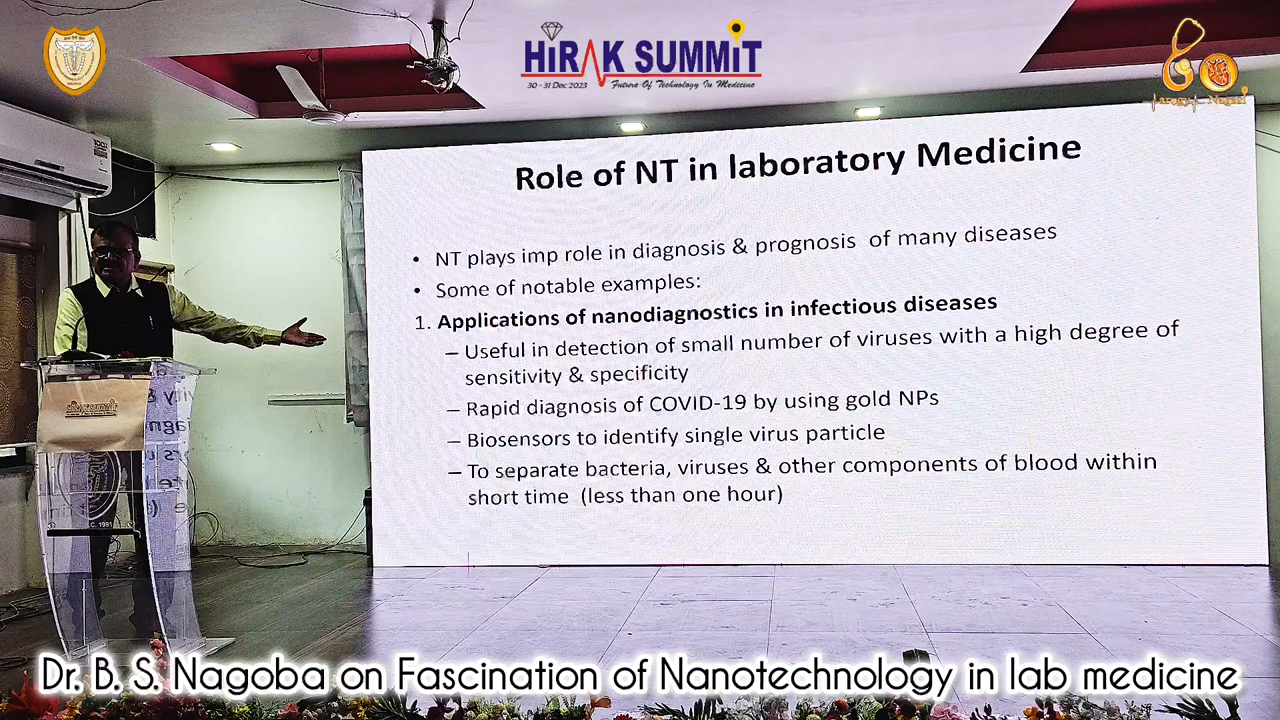 HiRAK SUMMiT
30 - 31 Dec 2023 Future Of Technology In Medicine
Role of NT in laboratory Medicine
• NT plays imp role in diagnosis & prognosis of many diseases
• Some of notable examples:
1. Applications of nanodiagnostics in infectious diseases
– Useful in detection of small number of viruses with a high degree of
sensitivity & specificity
– Rapid diagnosis of COVID-19 by using gold NPs
– Biosensors to identify single virus particle
– To separate bacteria, viruses & other components of blood within
short time (less than one hour)
HiRAK SUMMiT
Dr. B. S. Nagoba on Fascination of Nanotechnology in lab medicine